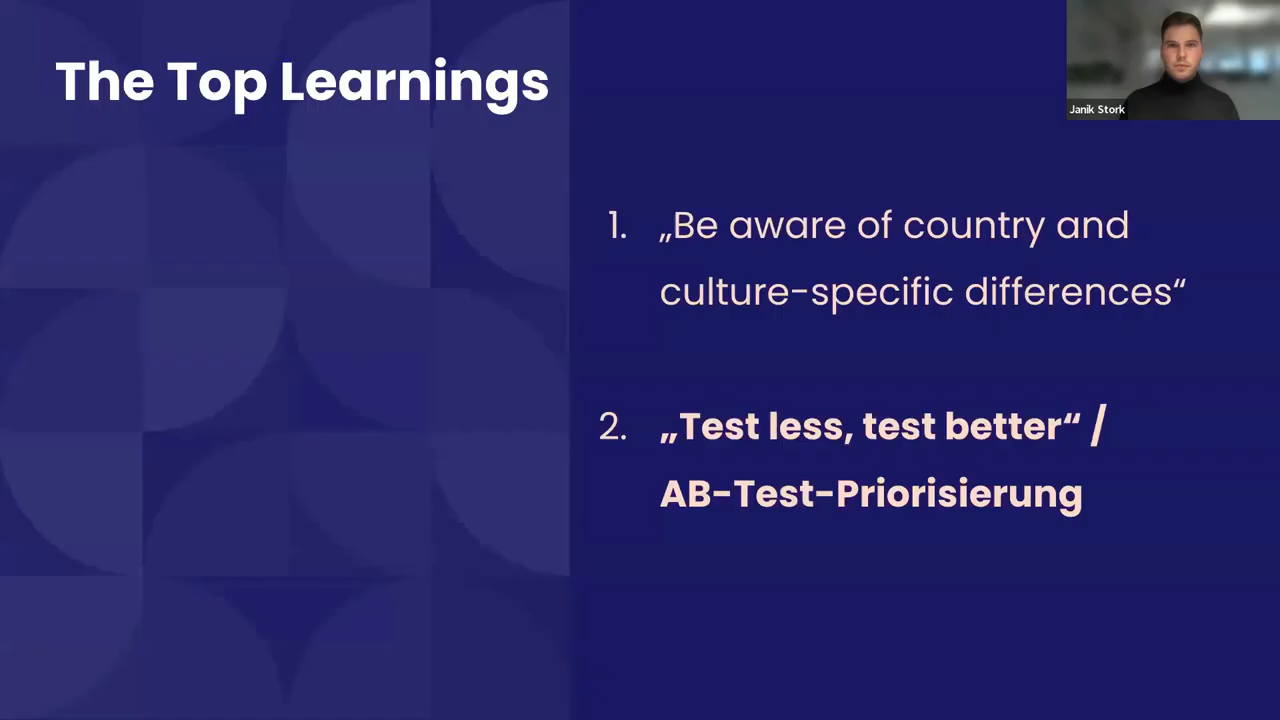 The Top Learnings
Janik Stork
1. „Be aware of country and
culture-specific differences“
2. „Test less, test better“ /
AB-Test-Priorisierung